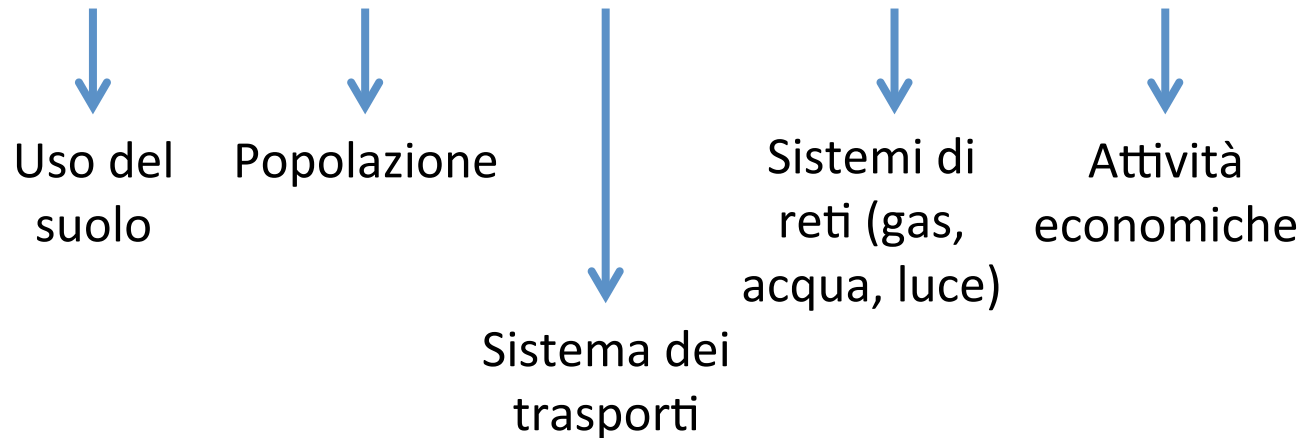 Uso del
suolo
Popolazione
Sistema dei
trasporti
Sistemi di
reti (gas,
acqua, luce)
Attività
economiche